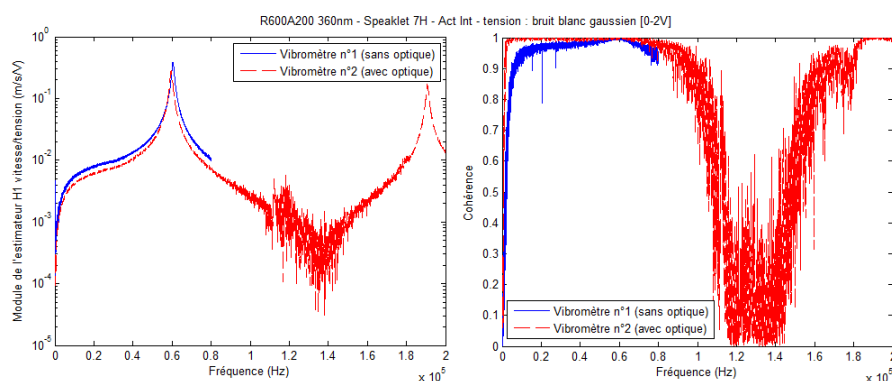 R600A200 360nm - Speaklet 7H - Act Int - tension : bruit blanc gaussien [0-2V]
Module de l'estimateur H1 vitesse/tension (m/s/V)
10^0
10^-1
10^-2
10^-3
10^-4
10^-5
Vibromètre n°1 (sans optique)
Vibromètre n°2 (avec optique)
0 0.2 0.4 0.6 0.8 1 1.2 1.4 1.6 1.8 2
x 10^5
Fréquence (Hz)
Cohérence
1
0.9
0.8
0.7
0.6
0.5
0.4
0.3
0.2
0.1
0
Vibromètre n°1 (sans optique)
Vibromètre n°2 (avec optique)
0 0.2 0.4 0.6 0.8 1 1.2 1.4 1.6 1.8 2
x 10^5
Fréquence (Hz)